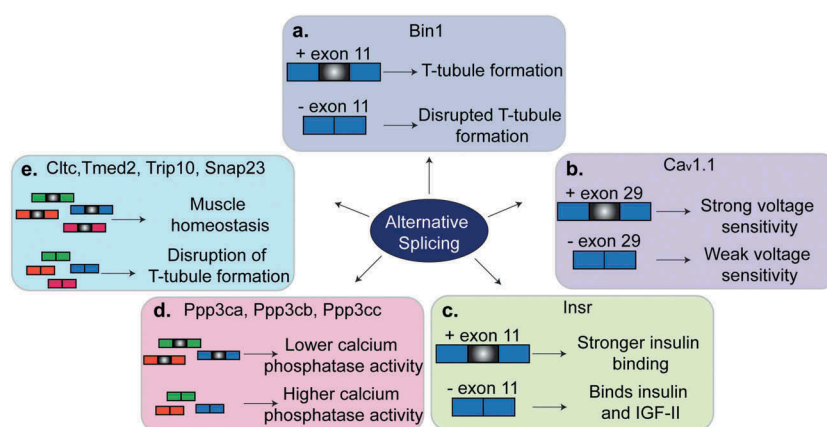 a.
Bin1
+ exon 11
T-tubule formation
- exon 11
Disrupted T-tubule
formation
b.
Cav1.1
+ exon 29
Strong voltage
sensitivity
- exon 29
Weak voltage
sensitivity
e.
Cltc,Tmed2, Trip10, Snap23
Muscle
homeostasis
Disruption of
T-tubule formation
Alternative
Splicing
d.
Ppp3ca, Ppp3cb, Ppp3cc
Lower calcium
phosphatase activity
Higher calcium
phosphatase activity
c.
Insr
+ exon 11
Stronger insulin
binding
- exon 11
Binds insulin
and IGF-II